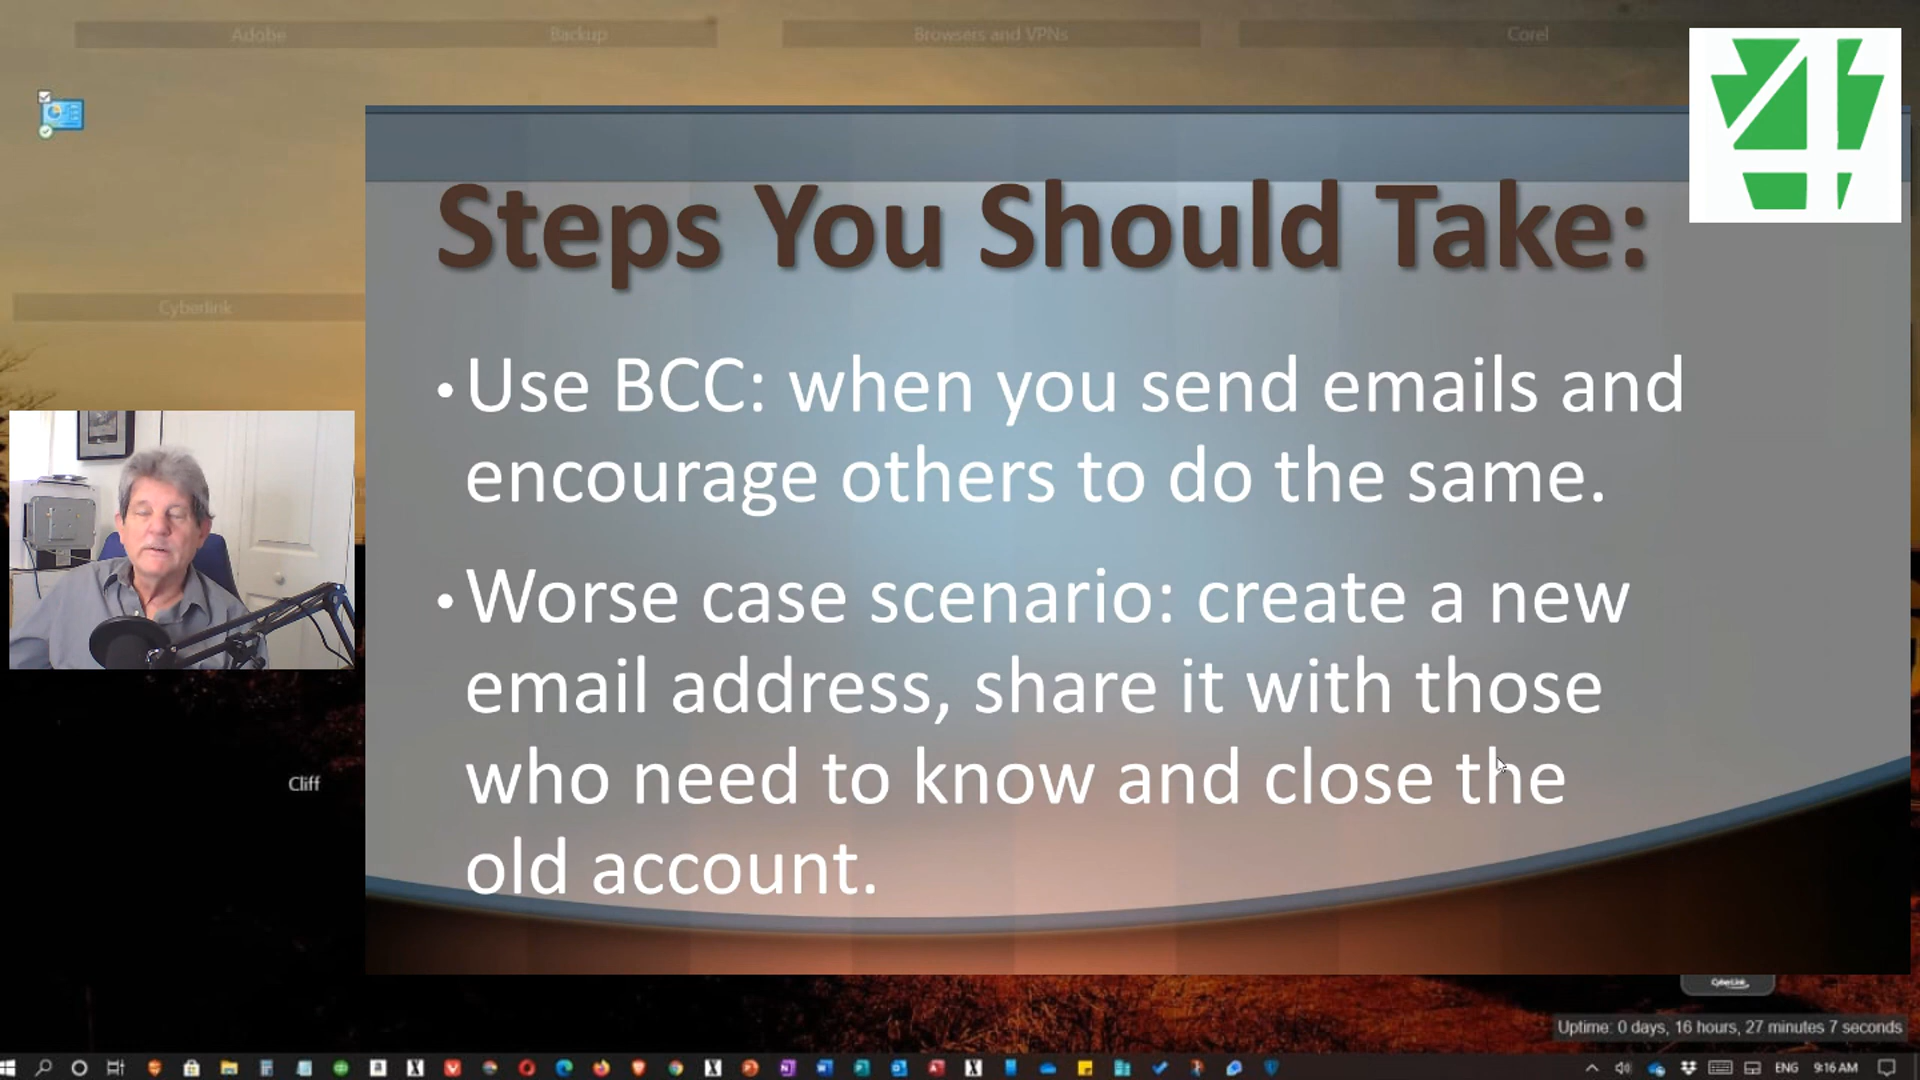 Adobe
Backup
Browsers and VPNs
Corel
Steps You Should Take:
Cyberlink
• Use BCC: when you send emails and
encourage others to do the same.
• Worse case scenario: create a new
email address, share it with those
who need to know and close the
old account.
Cliff
CyberLink
Uptime: 0 days, 16 hours, 27 minutes 7 seconds
ENG
9:16 AM